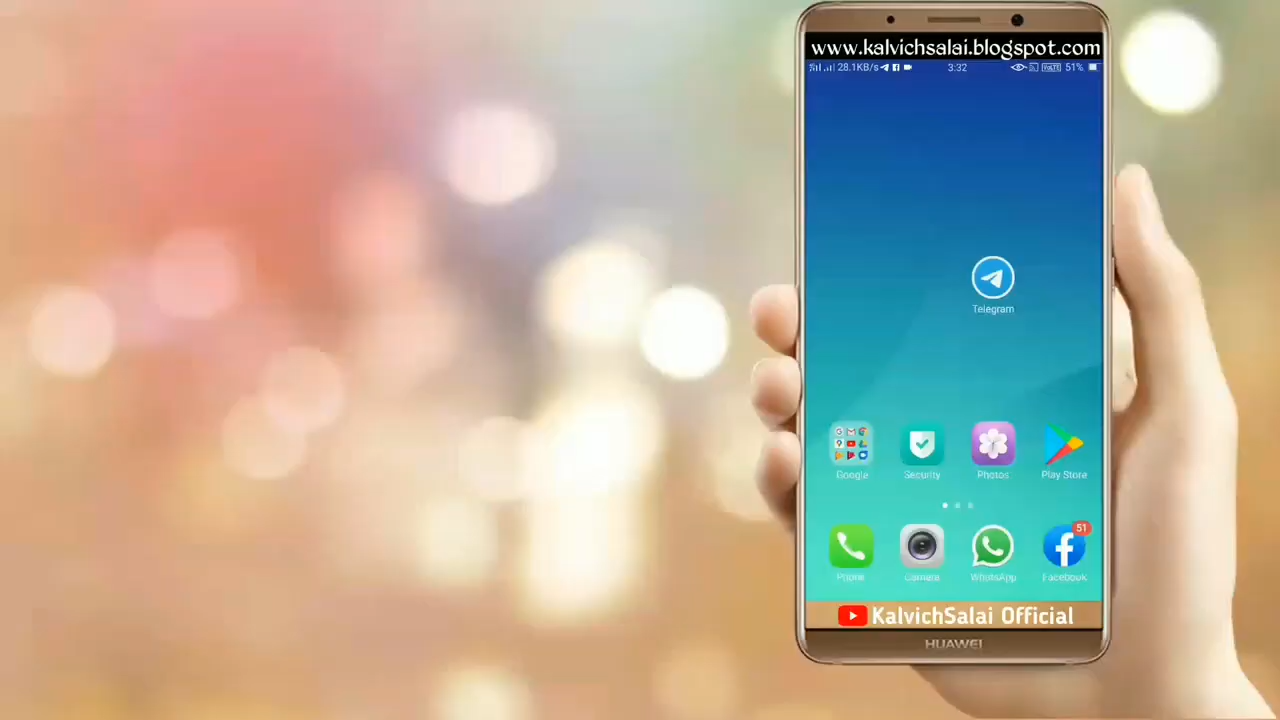 www.kalvichsalai.blogspot.com
28.1KB/s 3:32 VoLTE 51%
Telegram
Google Security Photos Play Store
51
Phone Camera WhatsApp Facebook
KalvichSalai Official
HUAWEI